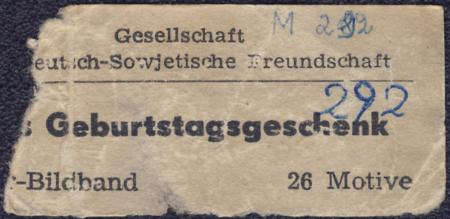 Gesellschaft M 292
eutsch-Sowjetische Freundschaft
292
s Geburtstagsgeschenk
r-Bildband 26 Motive